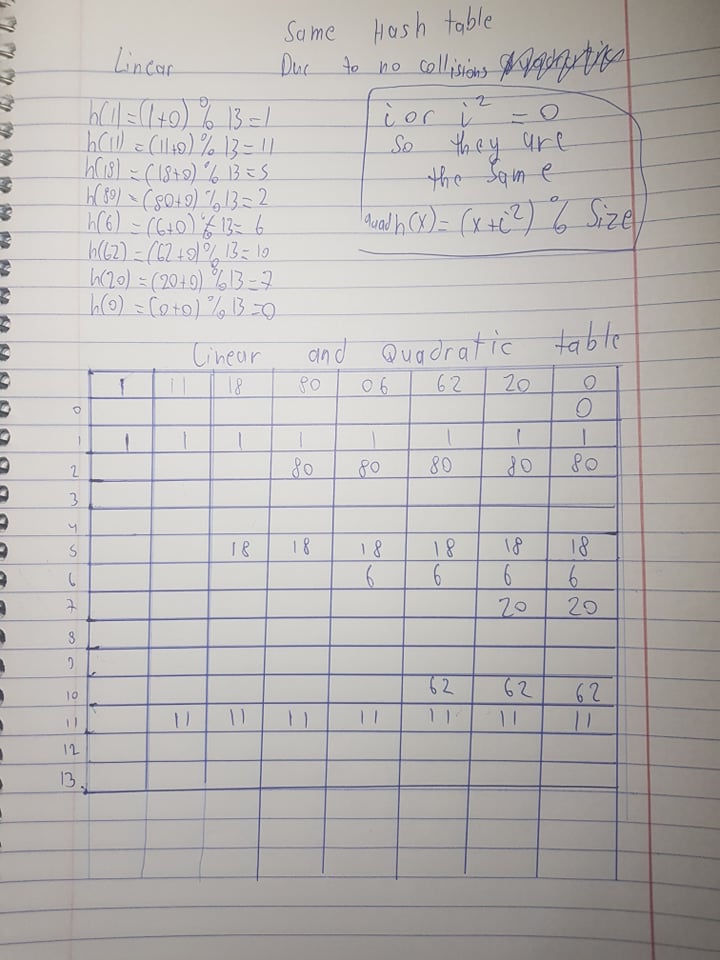 Same Hash table
Linear Due to no collisions
h(1)=(1+0) % 13=1
h(11)=(11+0)% 13=11
h(18)=(18+0)% 13=5
h(80)=(80+0)% 13=2
h(6)=(6+0)% 13=6
h(62)=(62+0)% 13=10
h(20)=(20+0)% 13=7
h(0)=(0+0)% 13=0
i or i² = 0
so they are
the same
quad h(x)=(x+i²) % Size
Linear and Quadratic table
1 11 18 80 06 62 20 0
0 0
1 1 1 1 1 1 1 1 1
2 80 80 80 80 80
3
4
5 18 18 18 18 18 18
6 6 6 6 6
7 20 20
8
9
10 62 62 62
11 11 11 11 11 11 11 11
12
13